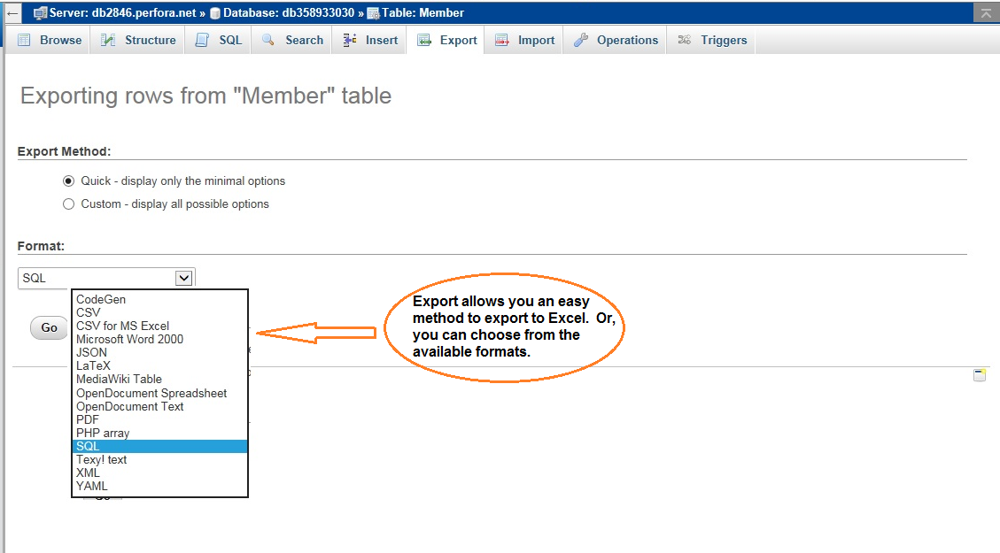 Server: db2846.perfora.net » Database: db358933030 » Table: Member
Browse Structure SQL Search Insert Export Import Operations Triggers
Exporting rows from "Member" table
Export Method:
Quick - display only the minimal options
Custom - display all possible options
Format:
SQL
CodeGen
CSV
CSV for MS Excel
Microsoft Word 2000
JSON
LaTeX
MediaWiki Table
OpenDocument Spreadsheet
OpenDocument Text
PDF
PHP array
SQL
Texy! text
XML
YAML
Go
Export allows you an easy
method to export to Excel. Or,
you can choose from the
available formats.